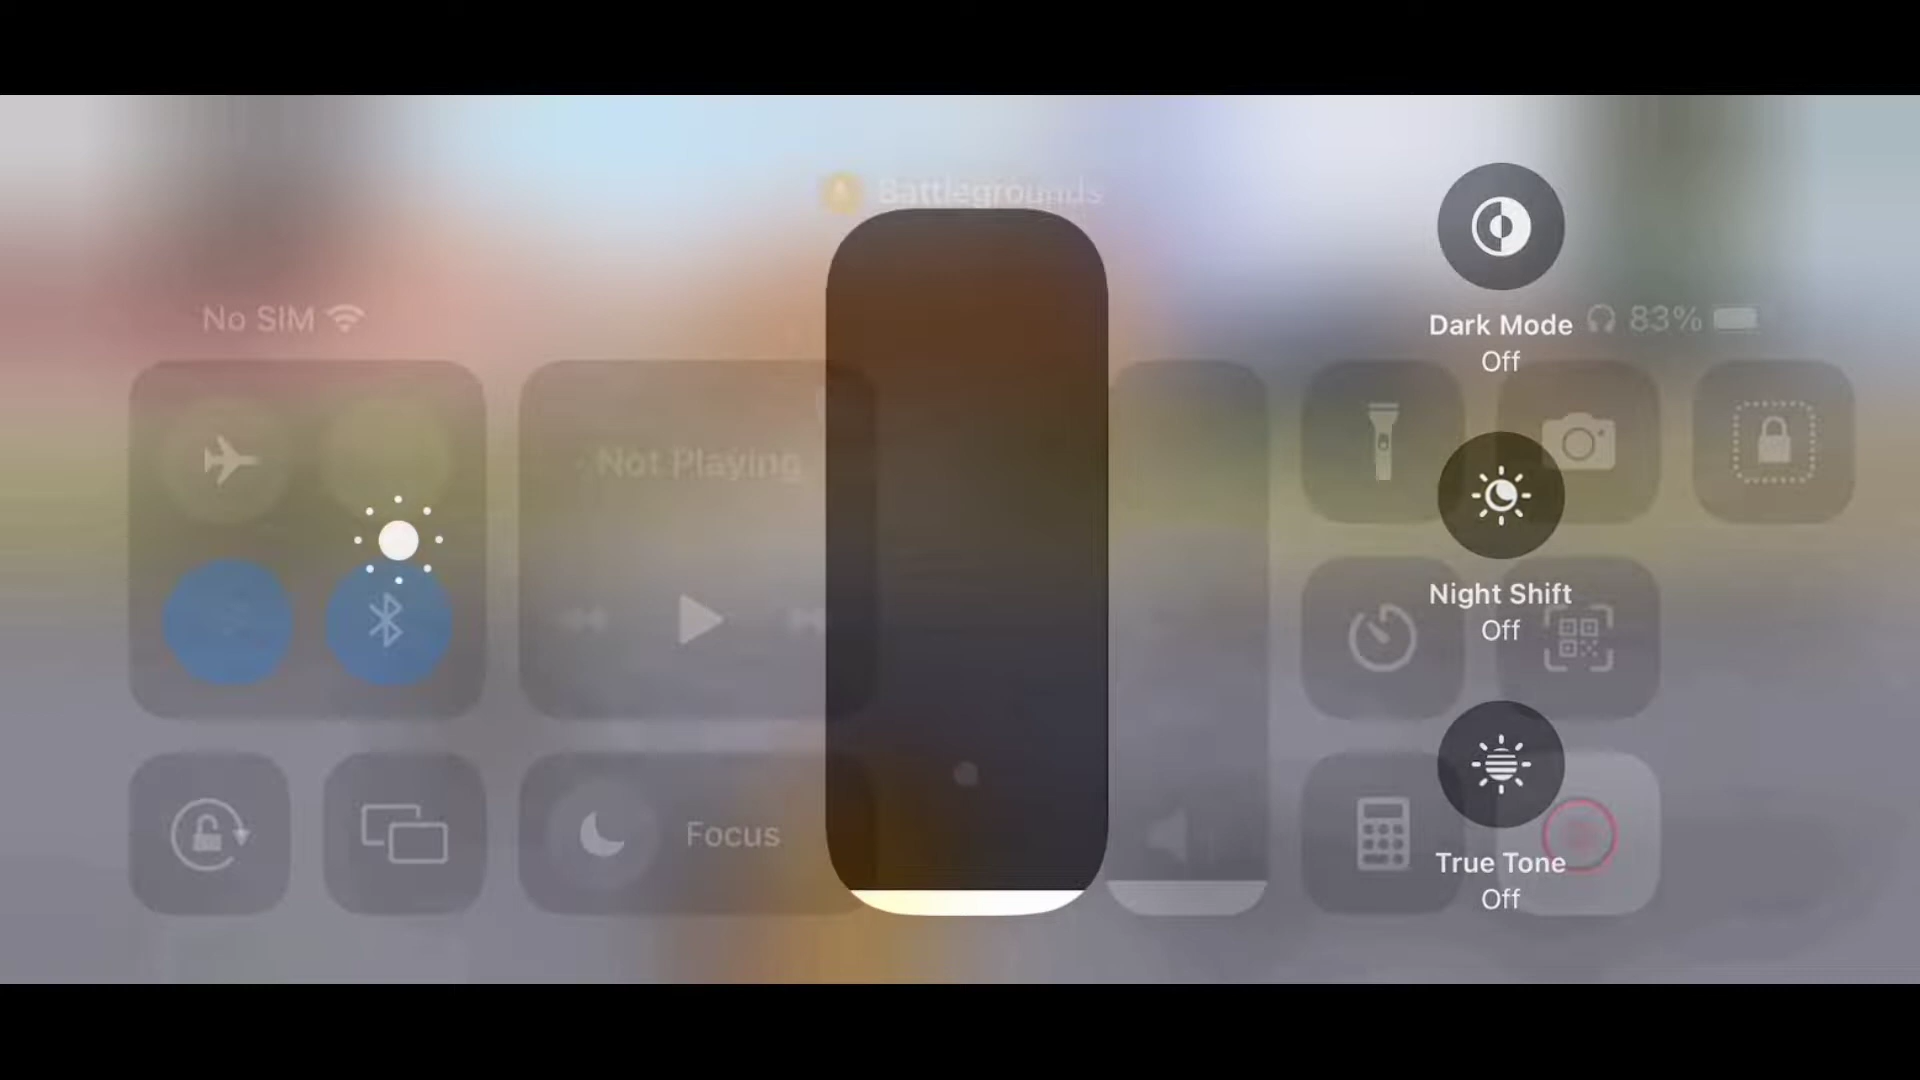 Battlegrounds
No SIM
83%
Dark Mode
Off
Not Playing
Night Shift
Off
Focus
True Tone
Off